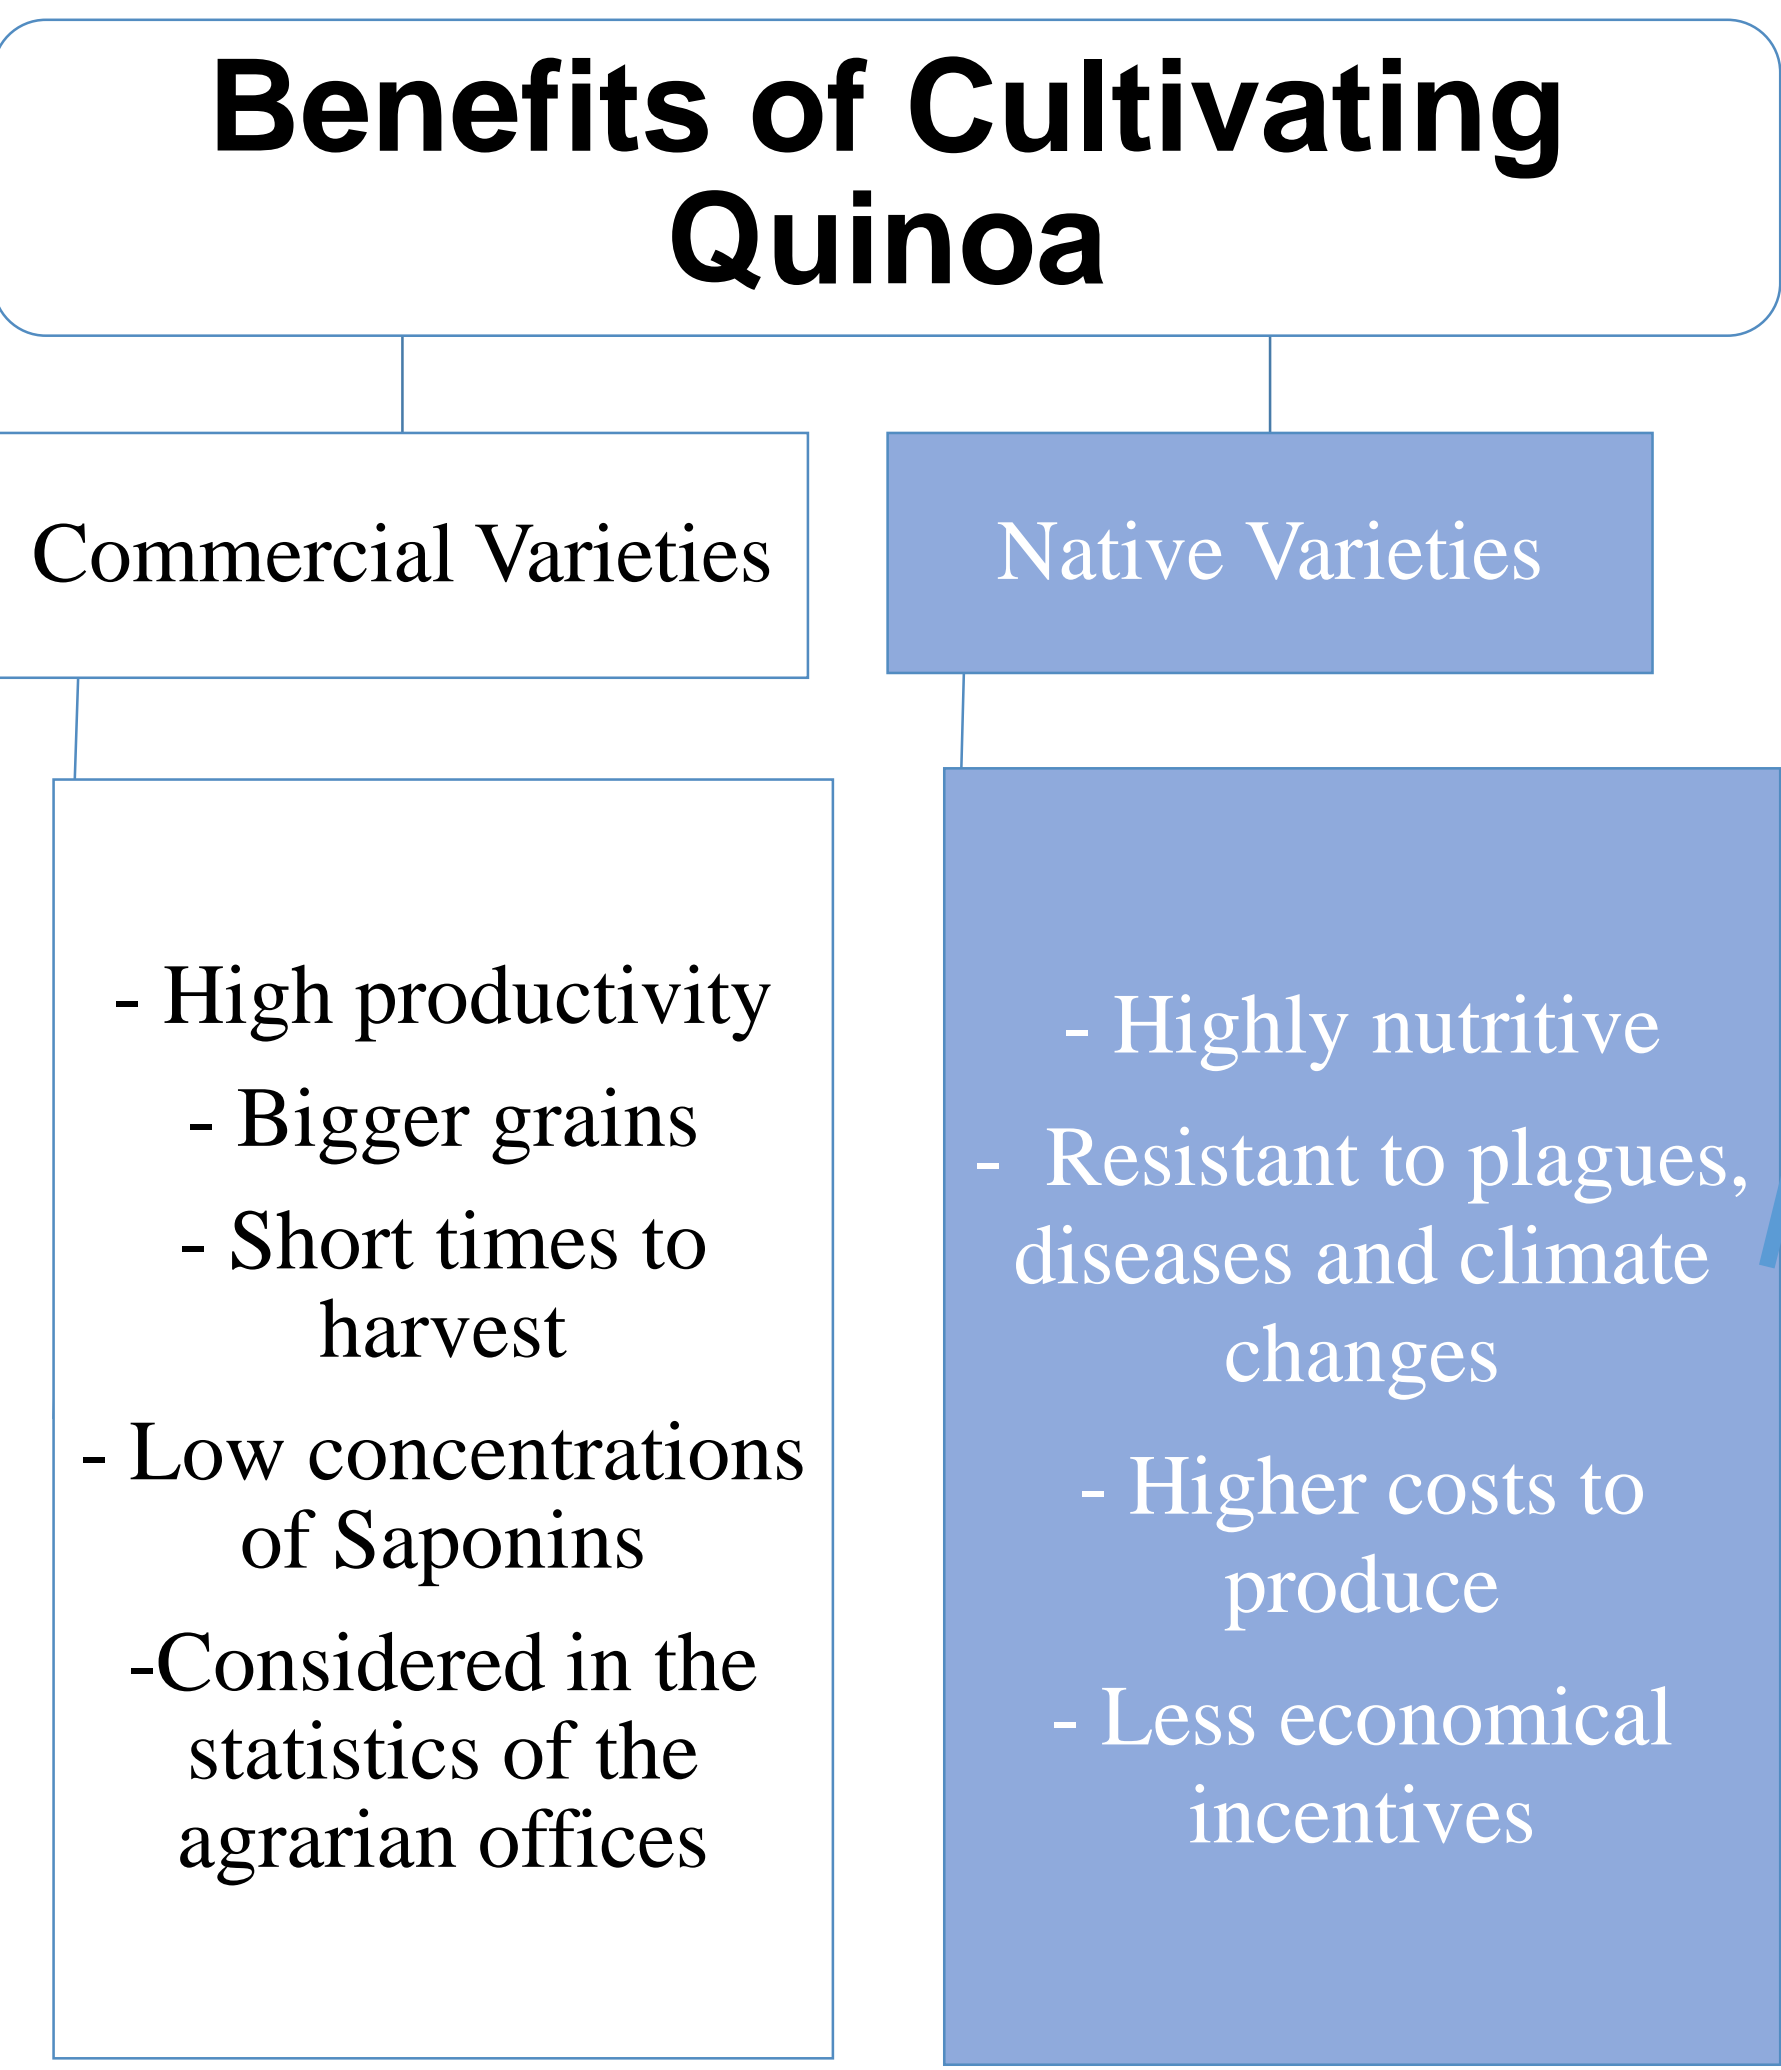 Benefits of Cultivating
Quinoa
Commercial Varieties
- High productivity
- Bigger grains
- Short times to
harvest
- Low concentrations
of Saponins
-Considered in the
statistics of the
agrarian offices
Native Varieties
- Highly nutritive
- Resistant to plagues,
diseases and climate
changes
- Higher costs to
produce
- Less economical
incentives